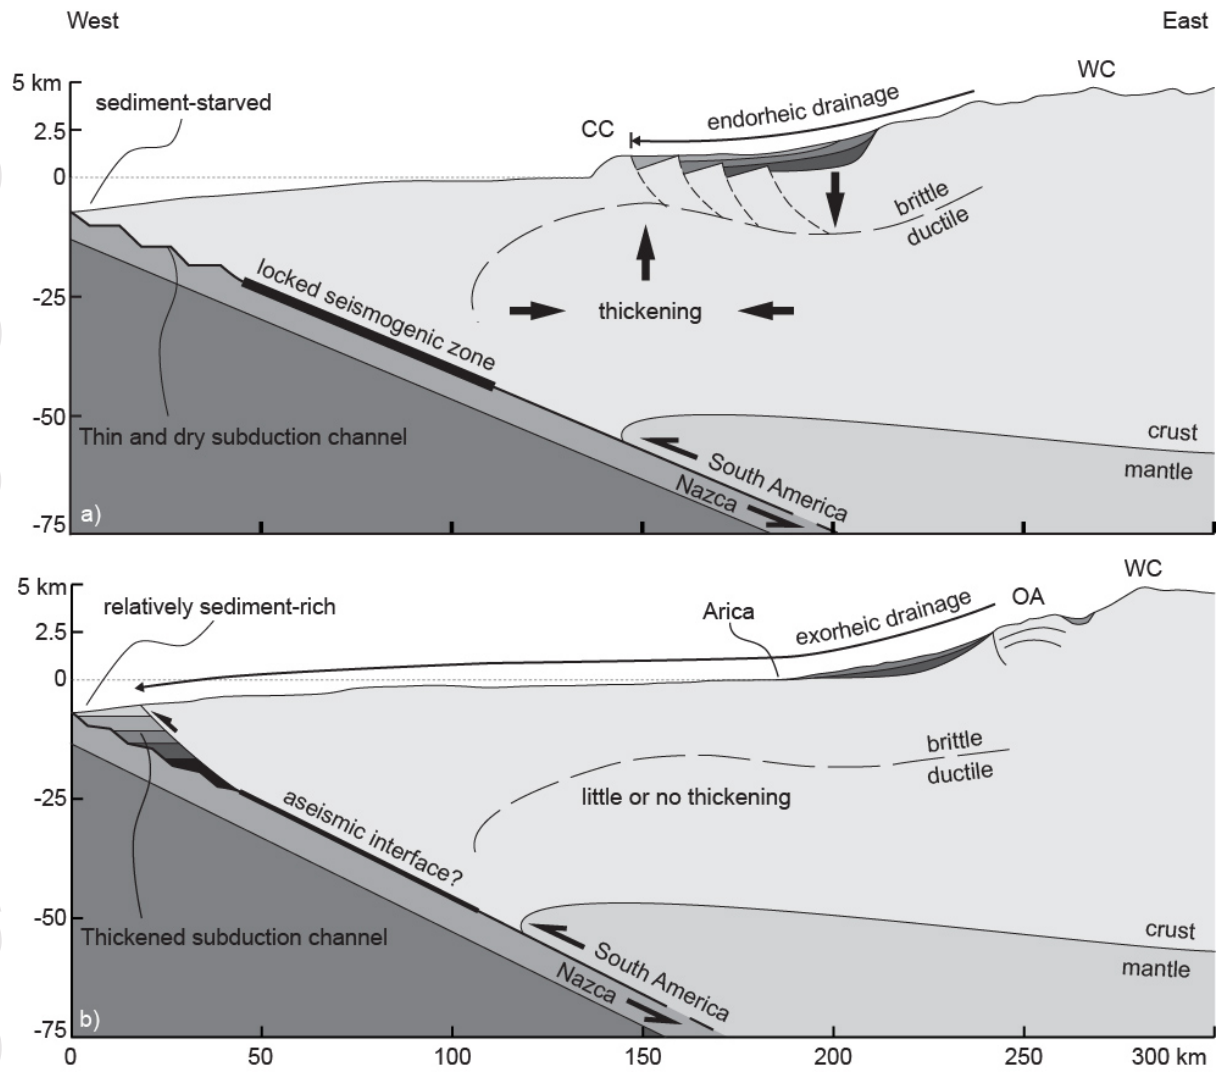 West
East
WC
5 km
sediment-starved
endorheic drainage
CC
2.5
0
brittle
ductile
locked seismogenic zone
-25
thickening
-50
Thin and dry subduction channel
crust
mantle
South America
Nazca
-75
a)
WC
5 km
relatively sediment-rich
Arica
exorheic drainage
OA
2.5
0
brittle
ductile
little or no thickening
-25
aseismic interface?
-50
Thickened subduction channel
crust
mantle
South America
Nazca
-75
b)
0 50 100 150 200 250 300 km